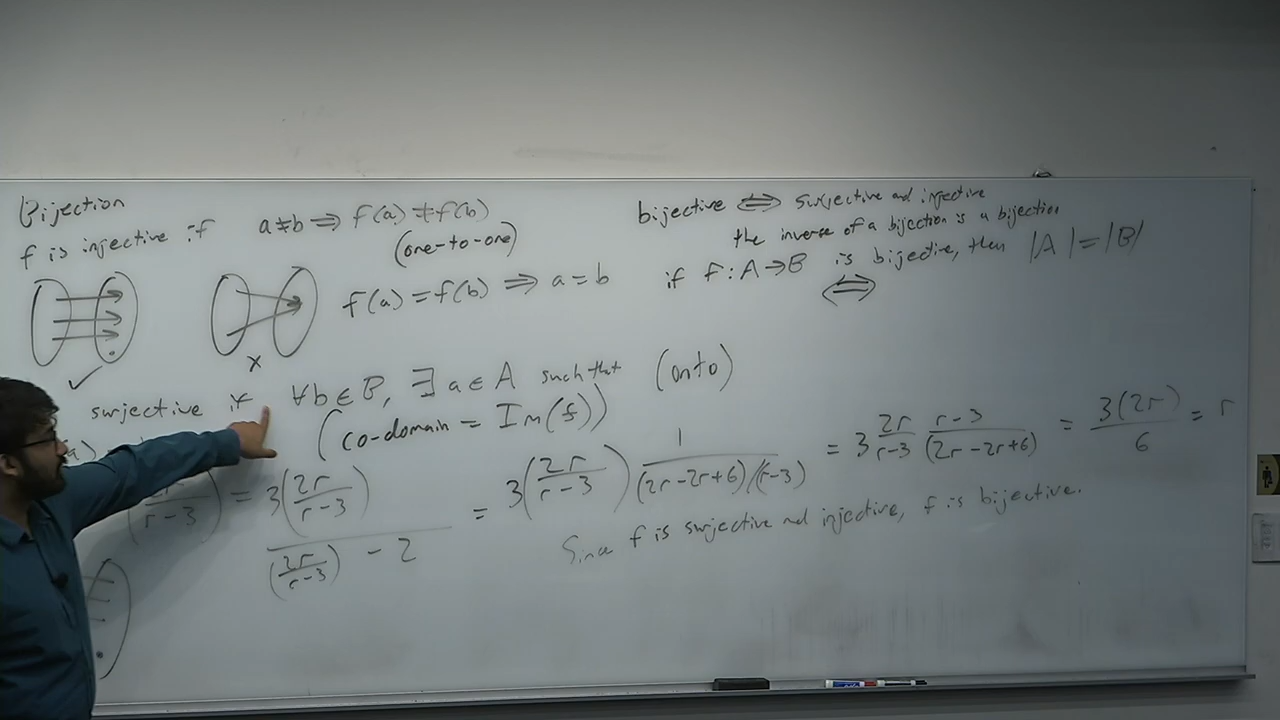 Bijection
f is injective if a ≠ b ⟹ f(a) ≠ f(b)
(one-to-one)
f(a) = f(b) ⟹ a = b
✓
x
surjective if ∀b ∈ B, ∃ a ∈ A such that (onto)
(co-domain = Im(f))
bijective ⟺ surjective and injective
the inverse of a bijection is a bijection
if f: A → B is bijective, then |A| = |B|
⟺
(2r/(r-3)) = 3(2r/(r-3)) / ((2r/(r-3)) - 2) = 3(2r/(r-3)) 1/((2r-2r+6)/(r-3)) = 3 2r/(r-3) (r-3)/(2r-2r+6) = 3(2r)/6 = r
Since f is surjective and injective, f is bijective.